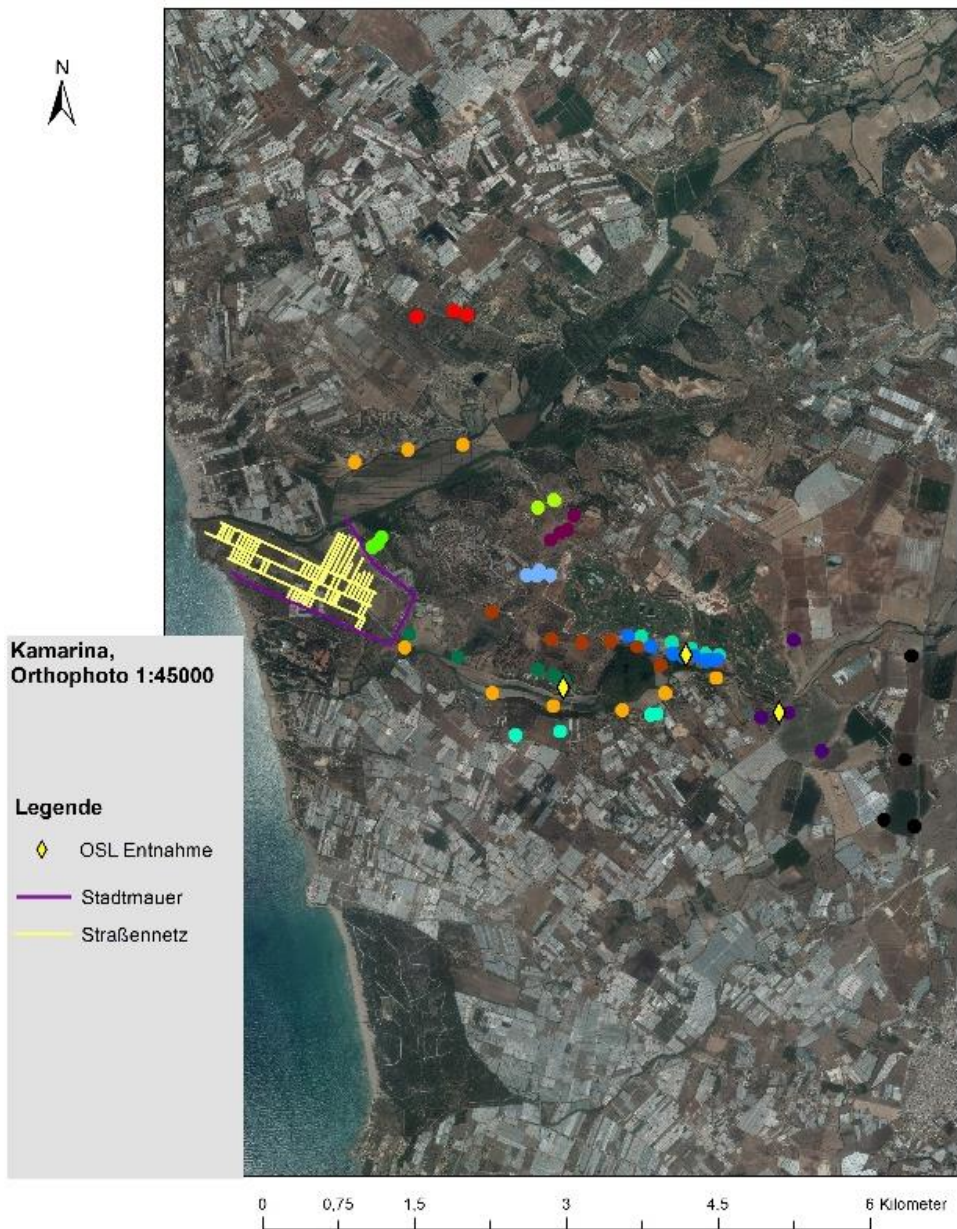 N
Kamarina,
Orthophoto 1:45000
Legende
OSL Entnahme
Stadtmauer
Straßennetz
0 0,75 1,5 3 4,5 6 Kilometer